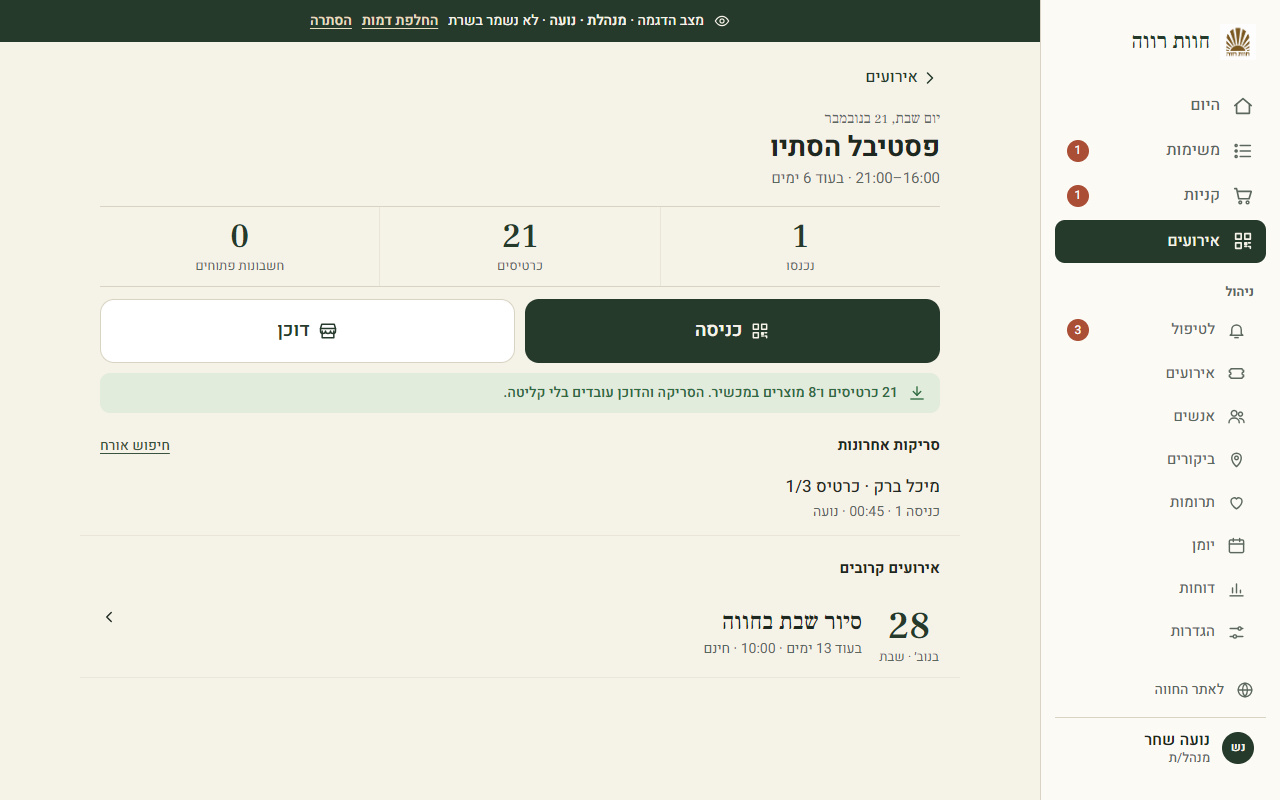 חוות רווה
היום
משימות
1
קניות
1
אירועים
ניהול
לטיפול
3
אירועים
אנשים
ביקורים
תרומות
יומן
דוחות
הגדרות
לאתר החווה
נש
נועה שחר
מנהל/ת
מצב הדגמה · מנהלת · נועה · לא נשמר בשרת החלפת דמות הסתרה
אירועים
יום שבת, 21 בנובמבר
פסטיבל הסתיו
16:00–21:00 · בעוד 6 ימים
1
נכנסו
21
כרטיסים
0
חשבונות פתוחים
כניסה
דוכן
21 כרטיסים ו־8 מוצרים במכשיר. הסריקה והדוכן עובדים בלי קליטה.
סריקות אחרונות
חיפוש אורח
מיכל ברק · כרטיס 1/3
כניסה 1 · 00:45 · נועה
אירועים קרובים
28
בנוב׳ · שבת
סיור שבת בחווה
בעוד 13 ימים · 10:00 · חינם